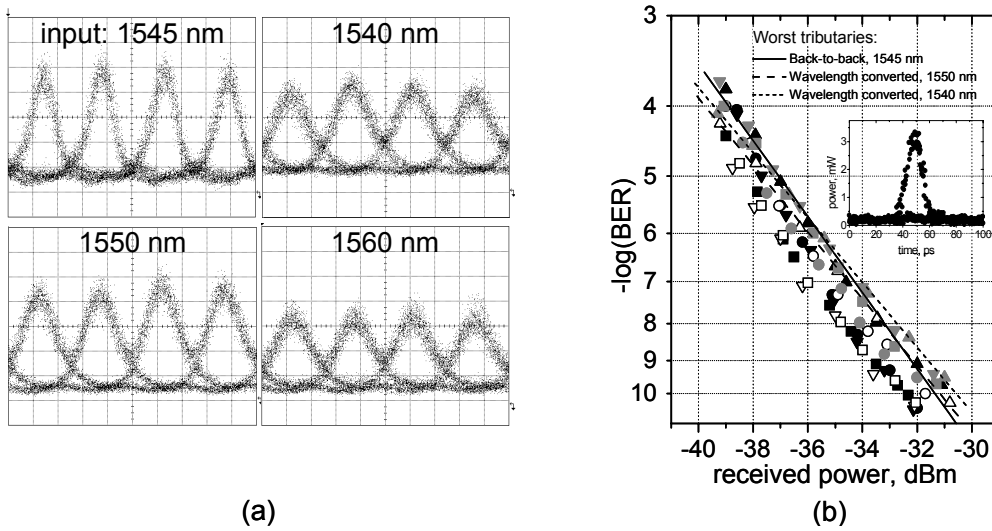 input: 1545 nm
1540 nm
1550 nm
1560 nm
(a)
3
4
5
6
7
8
9
10
-log(BER)
Worst tributaries:
Back-to-back, 1545 nm
Wavelength converted, 1550 nm
Wavelength converted, 1540 nm
3
2
1
0
power, mW
0 20 40 60 80 100
time, ps
-40 -38 -36 -34 -32 -30
received power, dBm
(b)